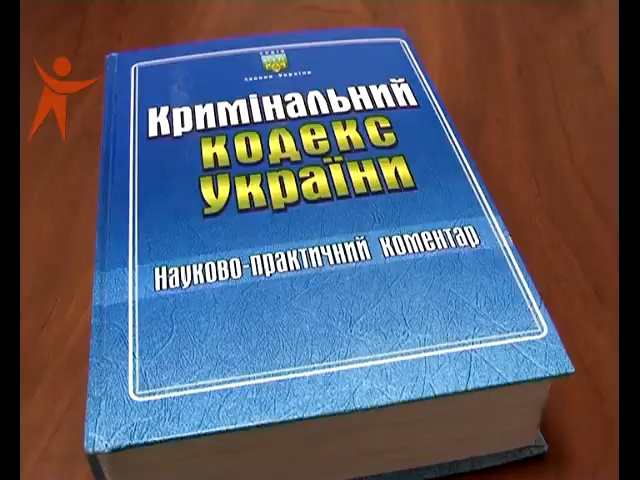 Кримінальний
кодекс
України
Науково-практичний коментар